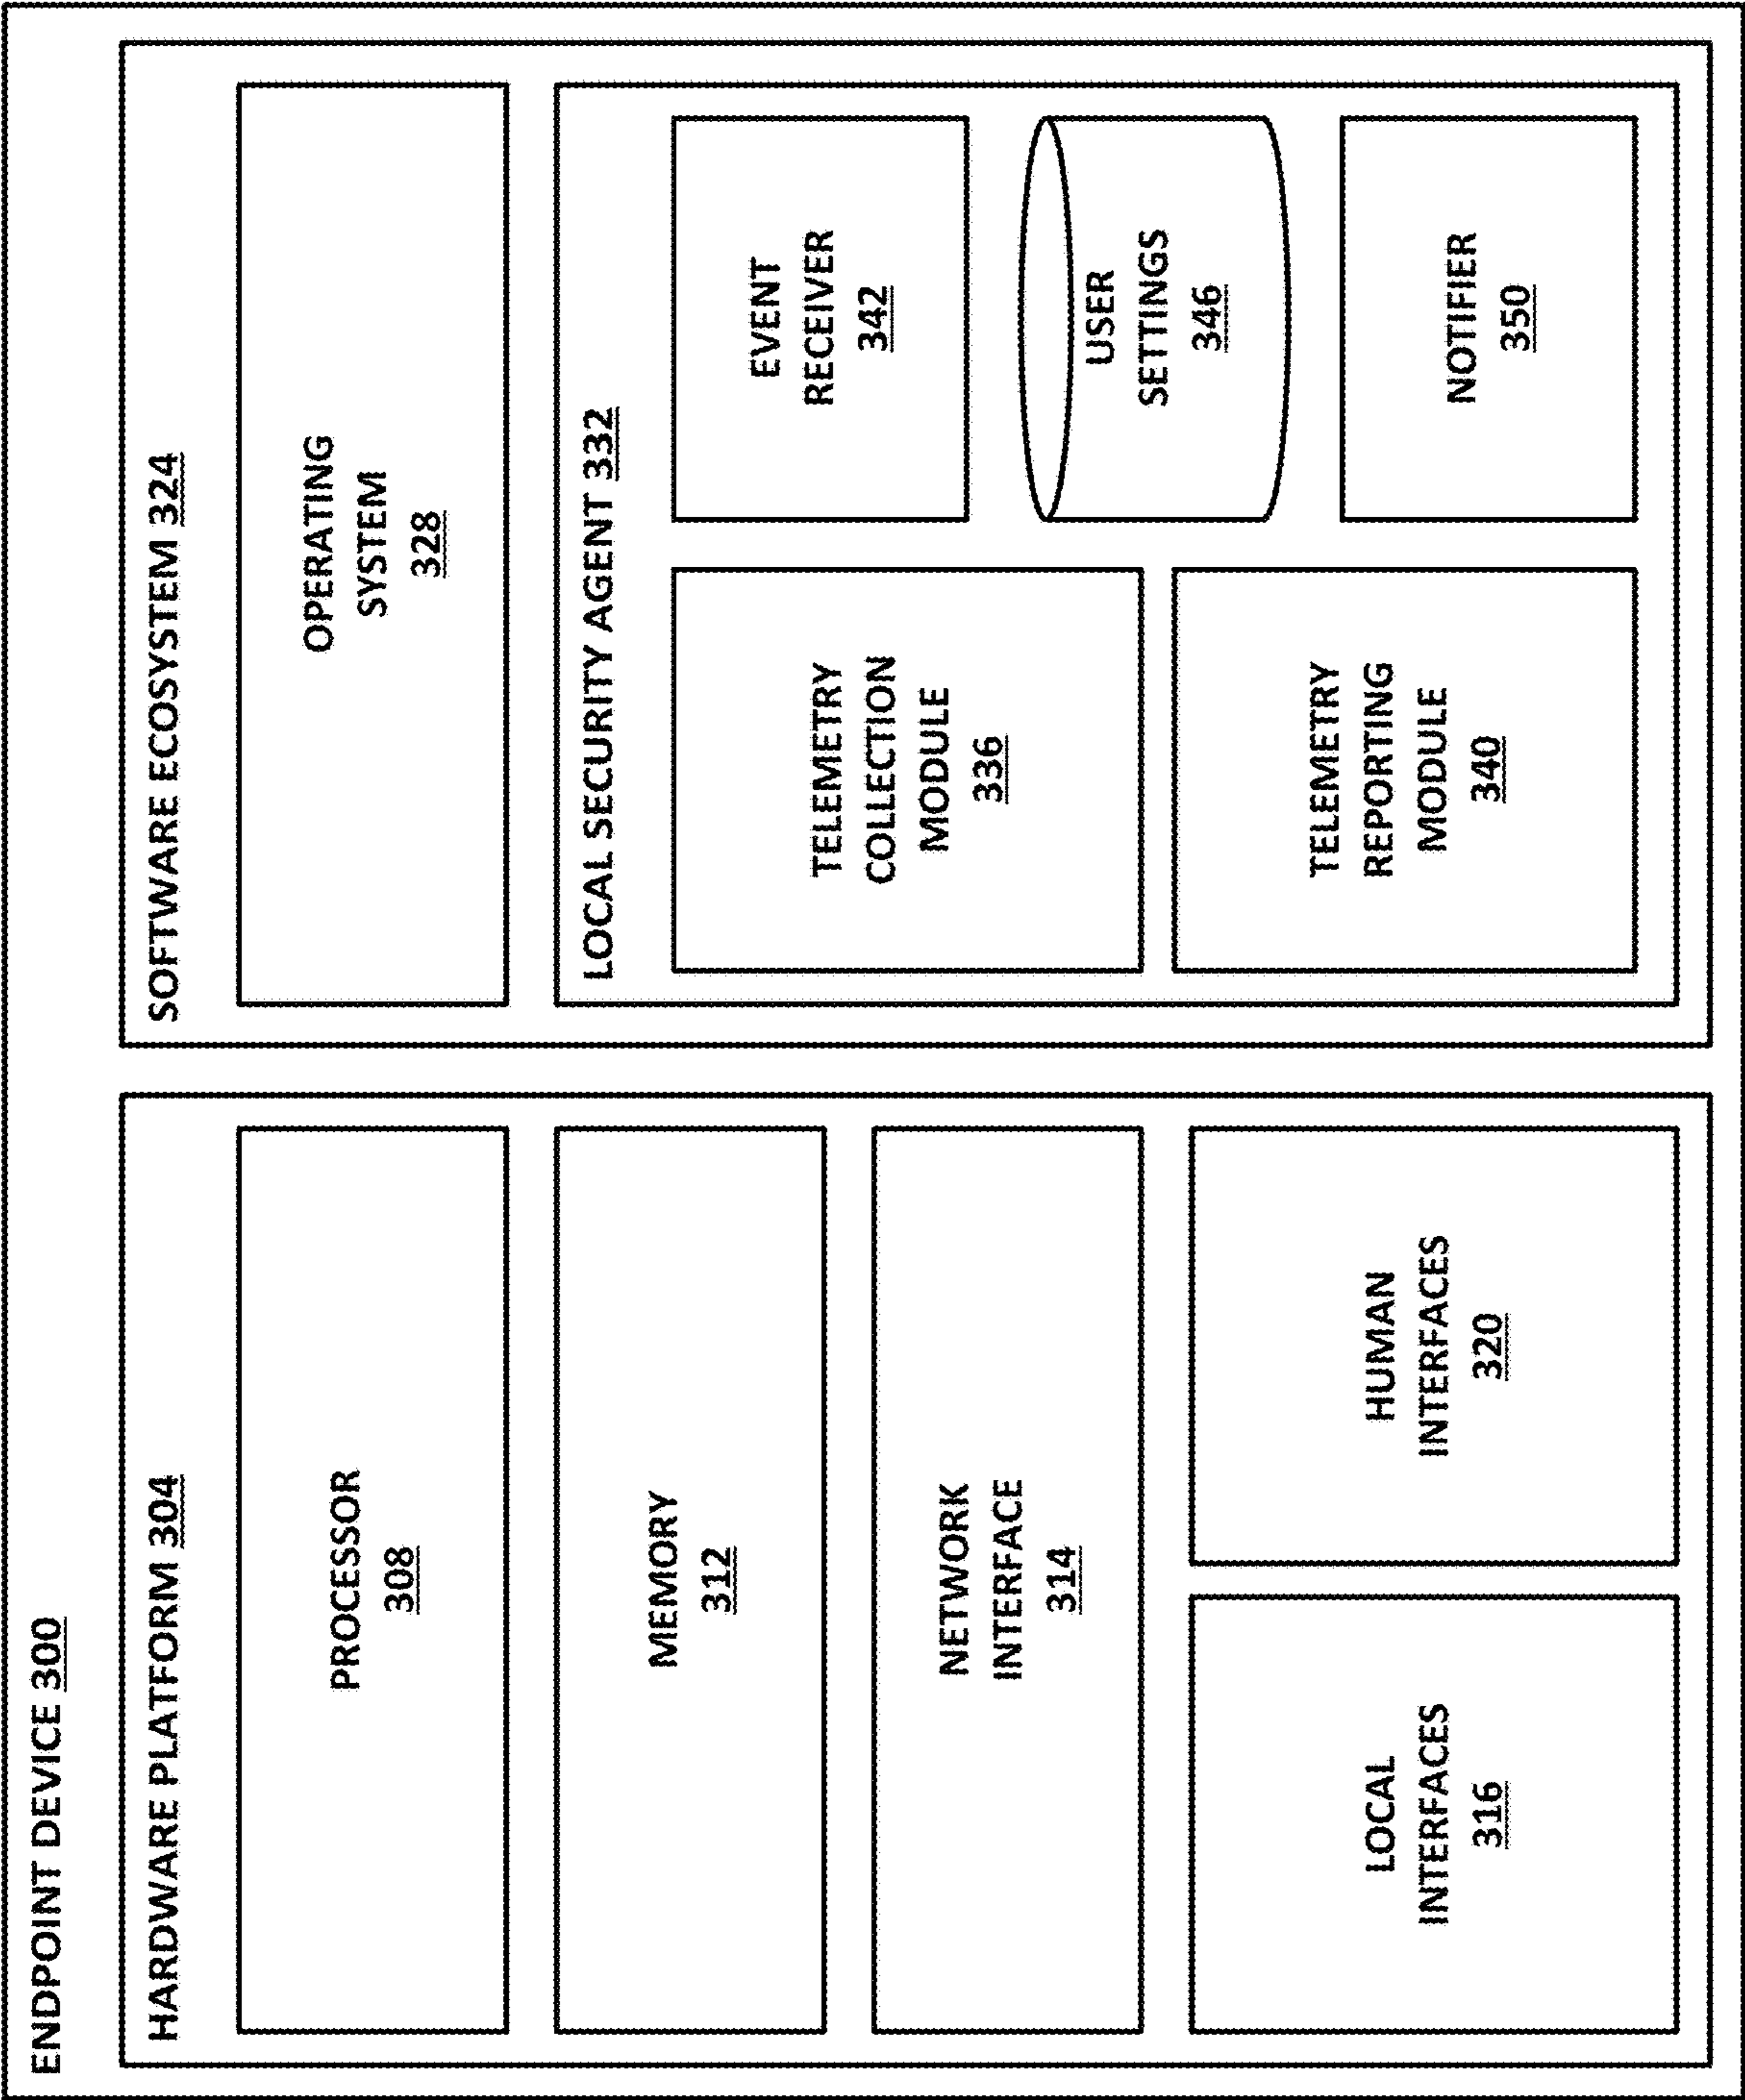 ENDPOINT DEVICE 300
HARDWARE PLATFORM 304
PROCESSOR
308
MEMORY
312
NETWORK
INTERFACE
314
LOCAL
INTERFACES
316
HUMAN
INTERFACES
320
SOFTWARE ECOSYSTEM 324
OPERATING
SYSTEM
328
LOCAL SECURITY AGENT 332
TELEMETRY
COLLECTION
MODULE
336
TELEMETRY
REPORTING
MODULE
340
EVENT
RECEIVER
342
USER
SETTINGS
346
NOTIFIER
350